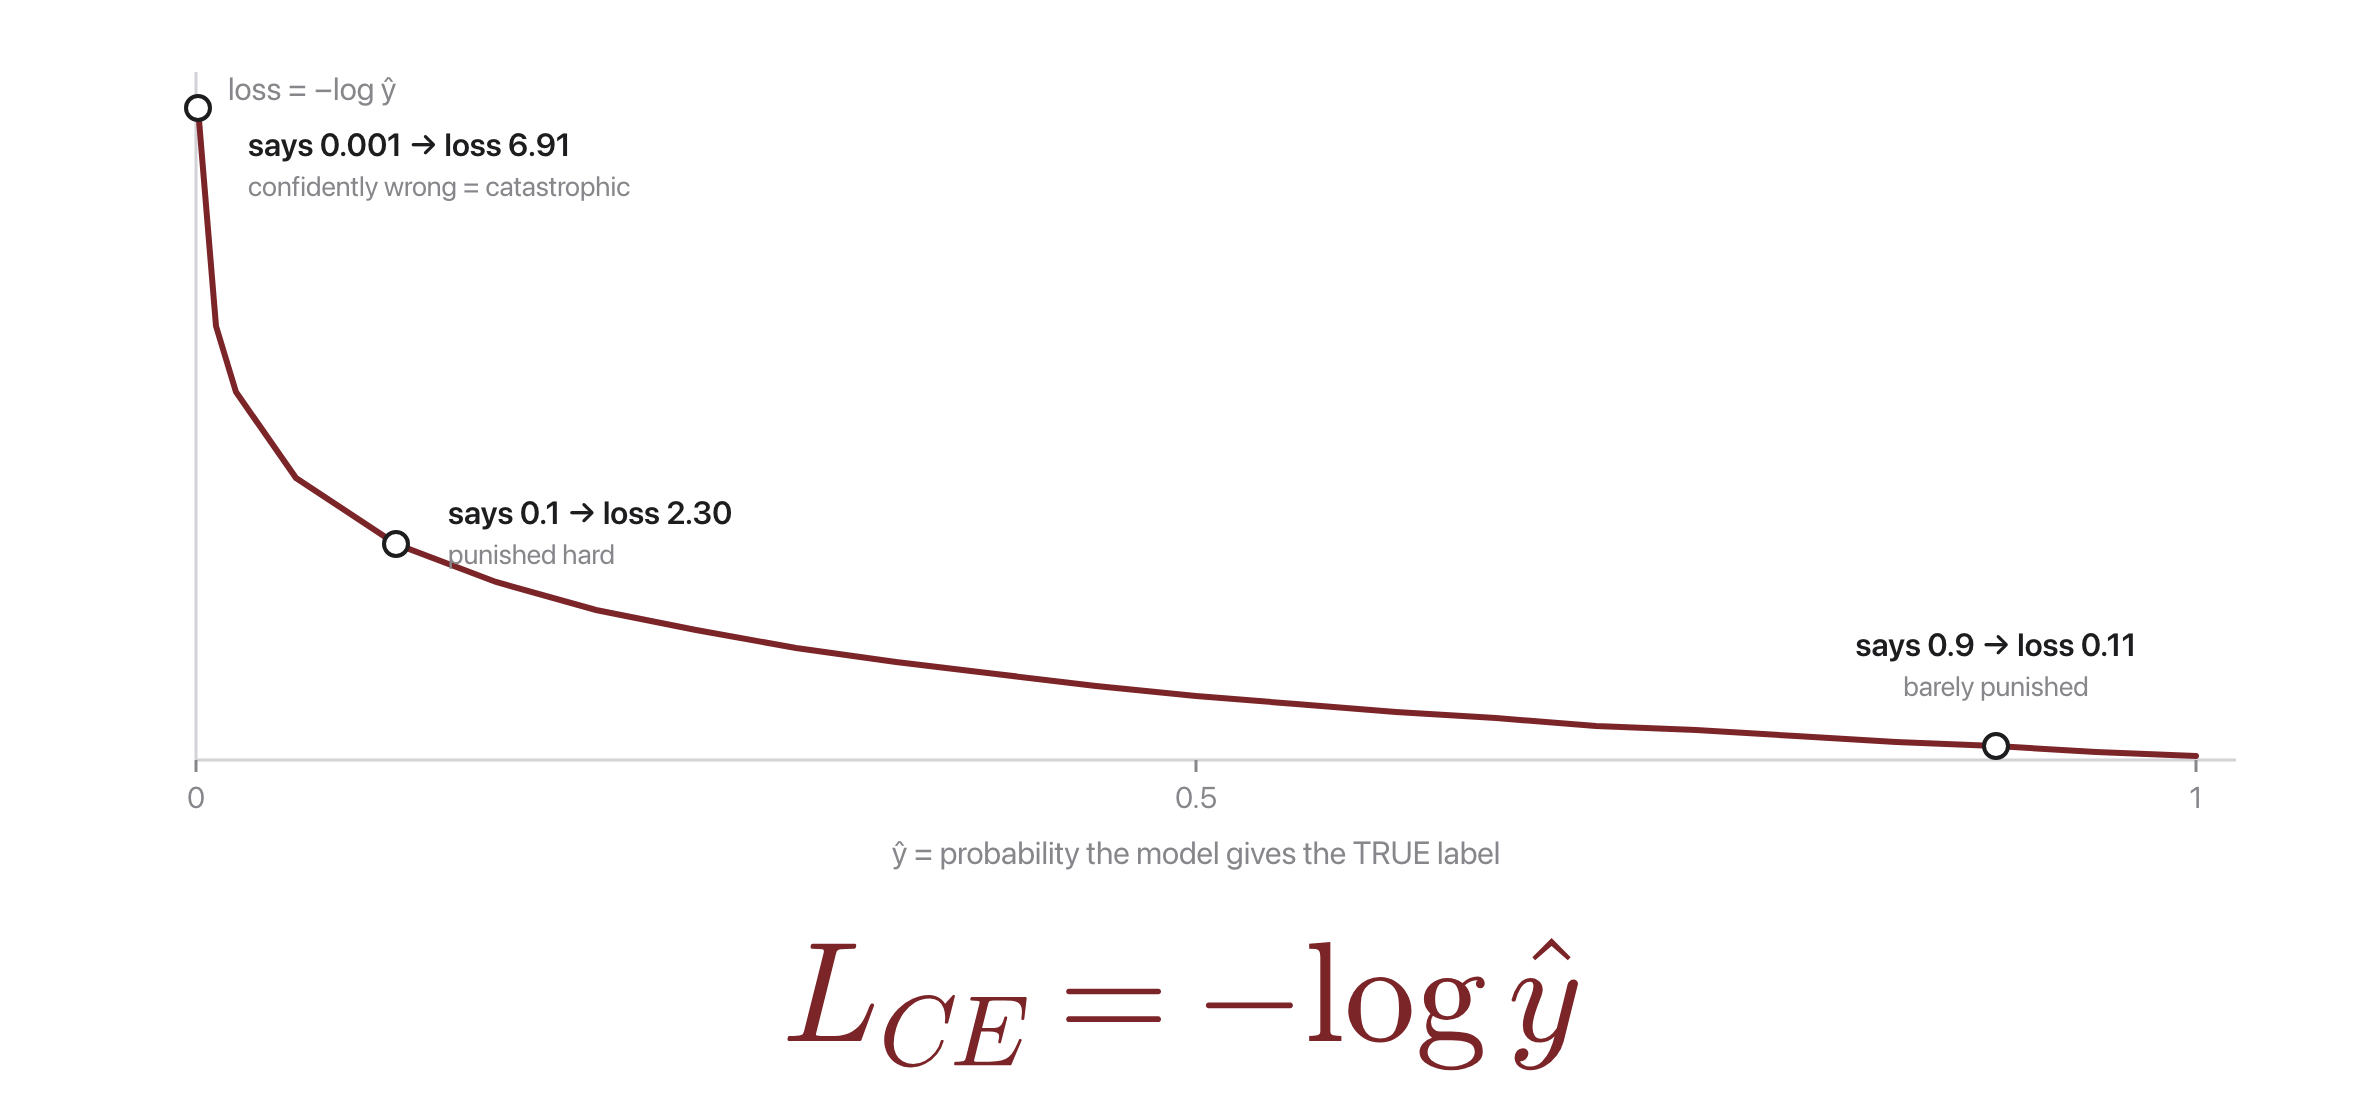 loss = −log ŷ
says 0.001 → loss 6.91
confidently wrong = catastrophic
says 0.1 → loss 2.30
punished hard
says 0.9 → loss 0.11
barely punished
0 0.5 1
ŷ = probability the model gives the TRUE label
L_{CE} = −log ŷ